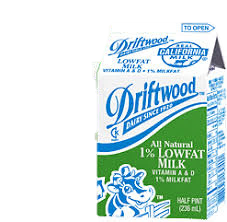 TO OPEN
Driftwood
REAL
CALIFORNIA
MILK
LOWFAT
MILK
VITAMIN A & D • 1% MILKFAT
Driftwood
DAIRY SINCE 1920
All Natural
1% LOWFAT
MILK
VITAMIN A & D
1% MILKFAT
HALF PINT
(236 mL)